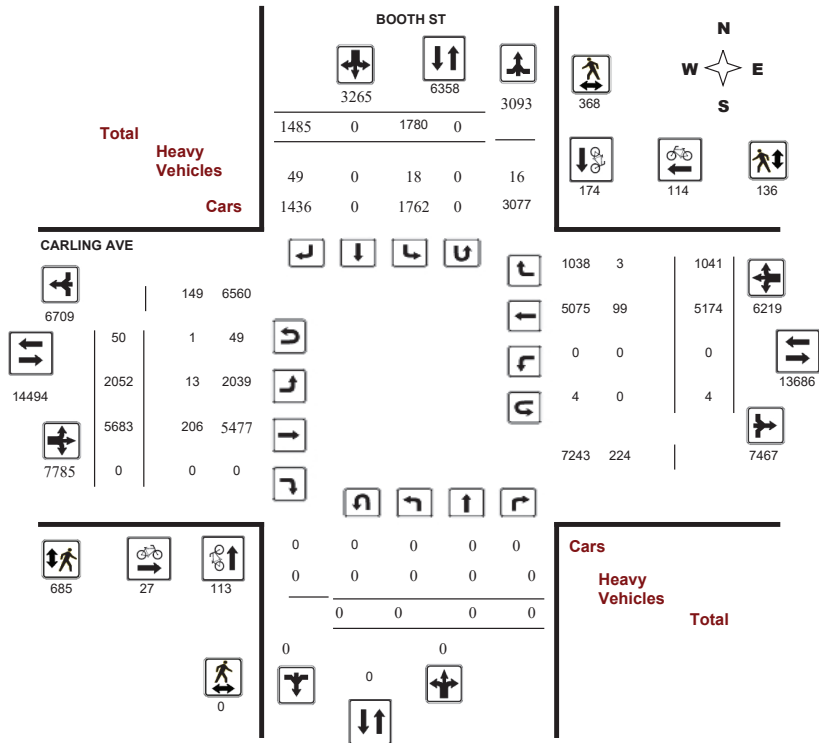 BOOTH ST
N
W E
S
3265 6358 3093 368
1485 0 1780 0
Total
Heavy
Vehicles
49 0 18 0 16
174 114 136
Cars 1436 0 1762 0 3077
CARLING AVE
1038 3 1041
149 6560
6709
5075 99 5174 6219
50 1 49
0 0 0
14494 2052 13 2039
13686
4 0 4
5683 206 5477
7243 224 7467
7785 0 0 0
0 0 0 0 0
Cars
0 0 0 0 0
Heavy
Vehicles
685 27 113
0 0 0 0
Total
0 0
0
0